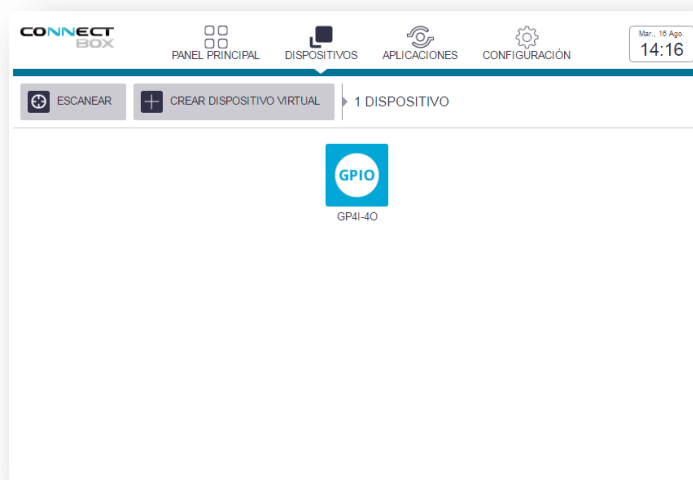 CONNECT
BOX
PANEL PRINCIPAL
DISPOSITIVOS
APLICACIONES
CONFIGURACIÓN
Mar., 16 Ago.
14:16
ESCANEAR
CREAR DISPOSITIVO VIRTUAL
1 DISPOSITIVO
GPIO
GP4I-4O